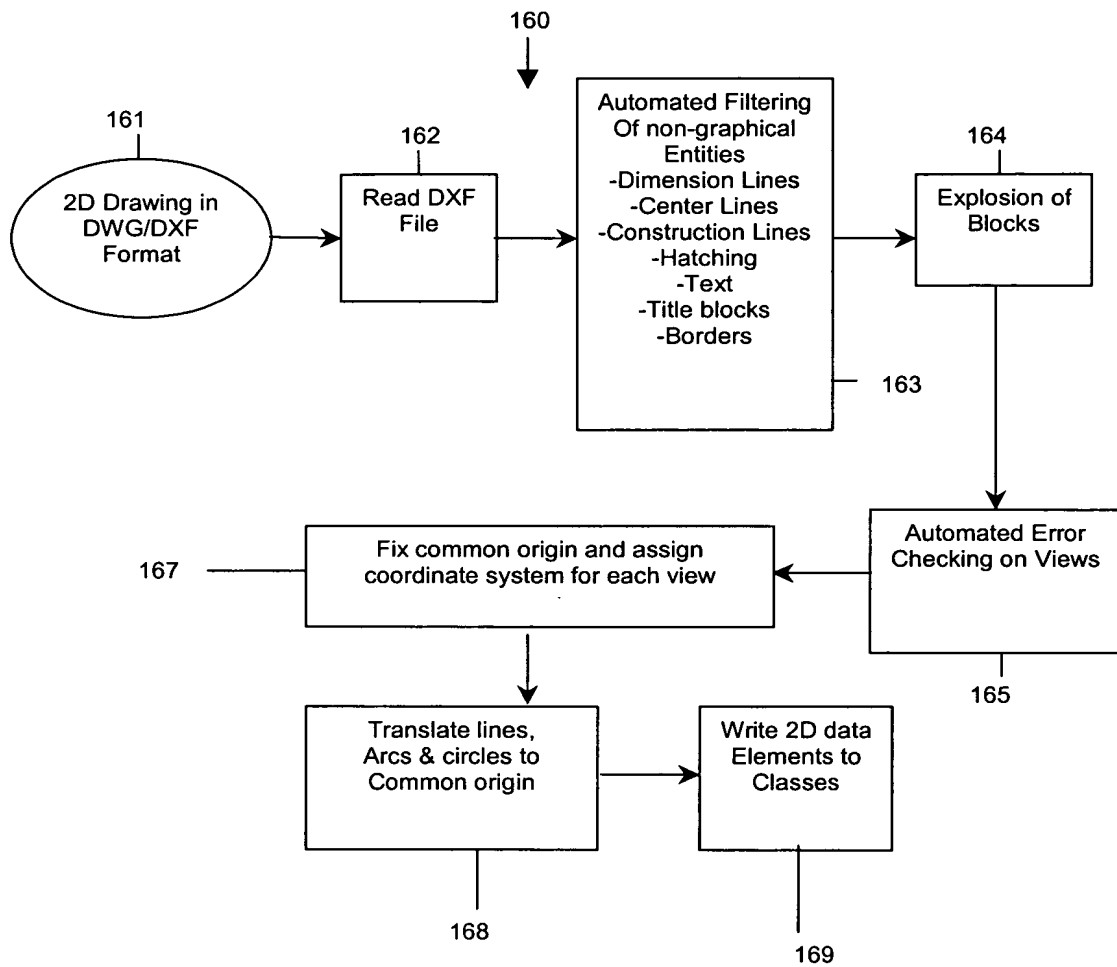 160
161
2D Drawing in
DWG/DXF
Format
162
Read DXF
File
Automated Filtering
Of non-graphical
Entities
-Dimension Lines
-Center Lines
-Construction Lines
-Hatching
-Text
-Title blocks
-Borders
163
164
Explosion of
Blocks
Automated Error
Checking on Views
165
Fix common origin and assign
coordinate system for each view
167
Translate lines,
Arcs & circles to
Common origin
168
Write 2D data
Elements to
Classes
169